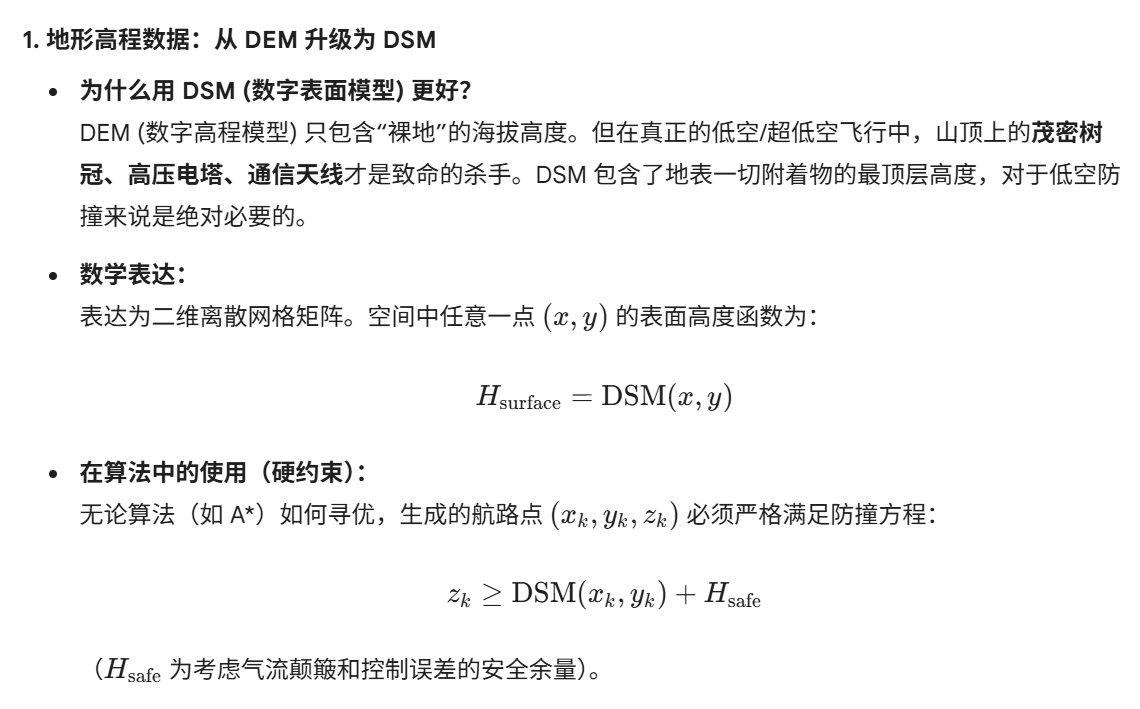 1. 地形高程数据：从 DEM 升级为 DSM
• 为什么用 DSM (数字表面模型) 更好？
DEM (数字高程模型) 只包含“裸地”的海拔高度。但在真正的低空/超低空飞行中，山顶上的茂密树
冠、高压电塔、通信天线才是致命的杀手。DSM 包含了地表一切附着物的最顶层高度，对于低空防
撞来说是绝对必要的。
• 数学表达：
表达为二维离散网格矩阵。空间中任意一点 (x, y) 的表面高度函数为：
H_surface = DSM(x, y)
• 在算法中的使用（硬约束）：
无论算法（如 A*）如何寻优，生成的航路点 (x_k, y_k, z_k) 必须严格满足防撞方程：
z_k ≥ DSM(x_k, y_k) + H_safe
（H_safe 为考虑气流颠簸和控制误差的安全余量）。